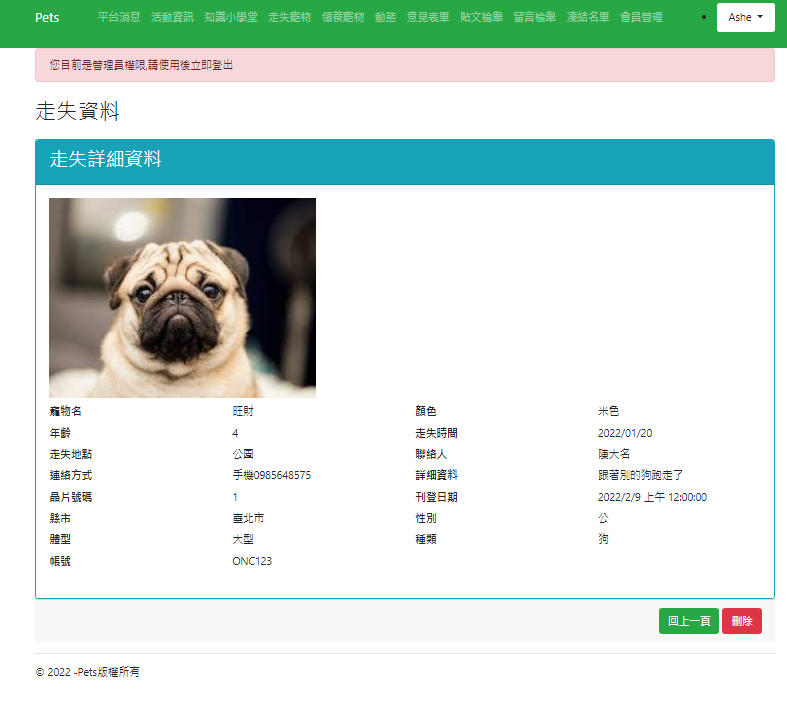 Pets 平台消息 活動資訊 知識小學堂 走失寵物 領養寵物 動態 意見表單 貼文檢舉 留言檢舉 凍結名單 會員管理 Ashe
您目前是管理員權限,請使用後立即登出
走失資料
走失詳細資料
寵物名 旺財 顏色 米色
年齡 4 走失時間 2022/01/20
走失地點 公園 聯絡人 陳大名
連絡方式 手機0985648575 詳細資料 跟著別的狗跑走了
晶片號碼 1 刊登日期 2022/2/9 上午 12:00:00
縣市 臺北市 性別 公
體型 大型 種類 狗
帳號 ONC123
回上一頁 刪除
© 2022 -Pets版權所有